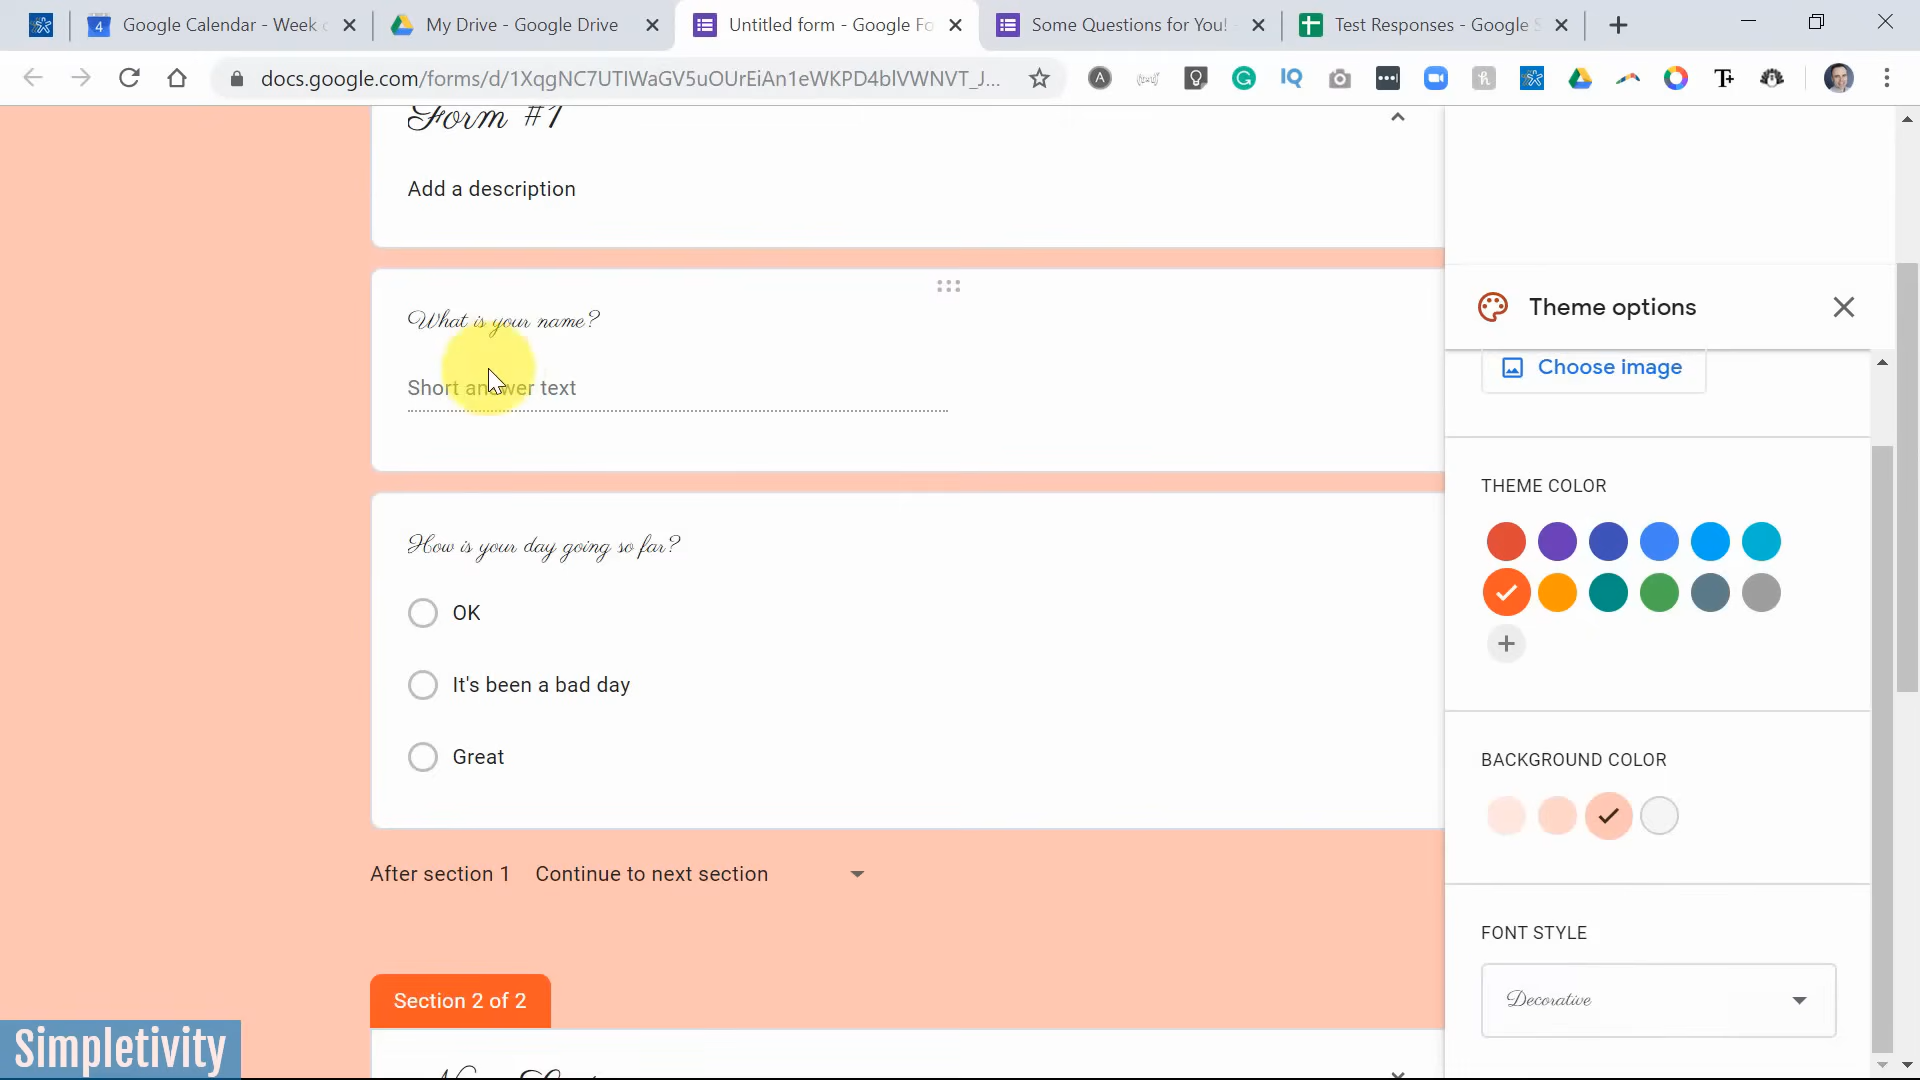 Google Calendar - Week
My Drive - Google Drive
Untitled form - Google Fo
Some Questions for You!
Test Responses - Google S
docs.google.com/forms/d/1XqgNC7UTIWaGV5uOUrEiAn1eWKPD4blVWNVT_J...
Form #1
Add a description
What is your name?
Short answer text
How is your day going so far?
OK
It's been a bad day
Great
After section 1 Continue to next section
Section 2 of 2
Theme options
Choose image
THEME COLOR
BACKGROUND COLOR
FONT STYLE
Decorative
Simpletivity